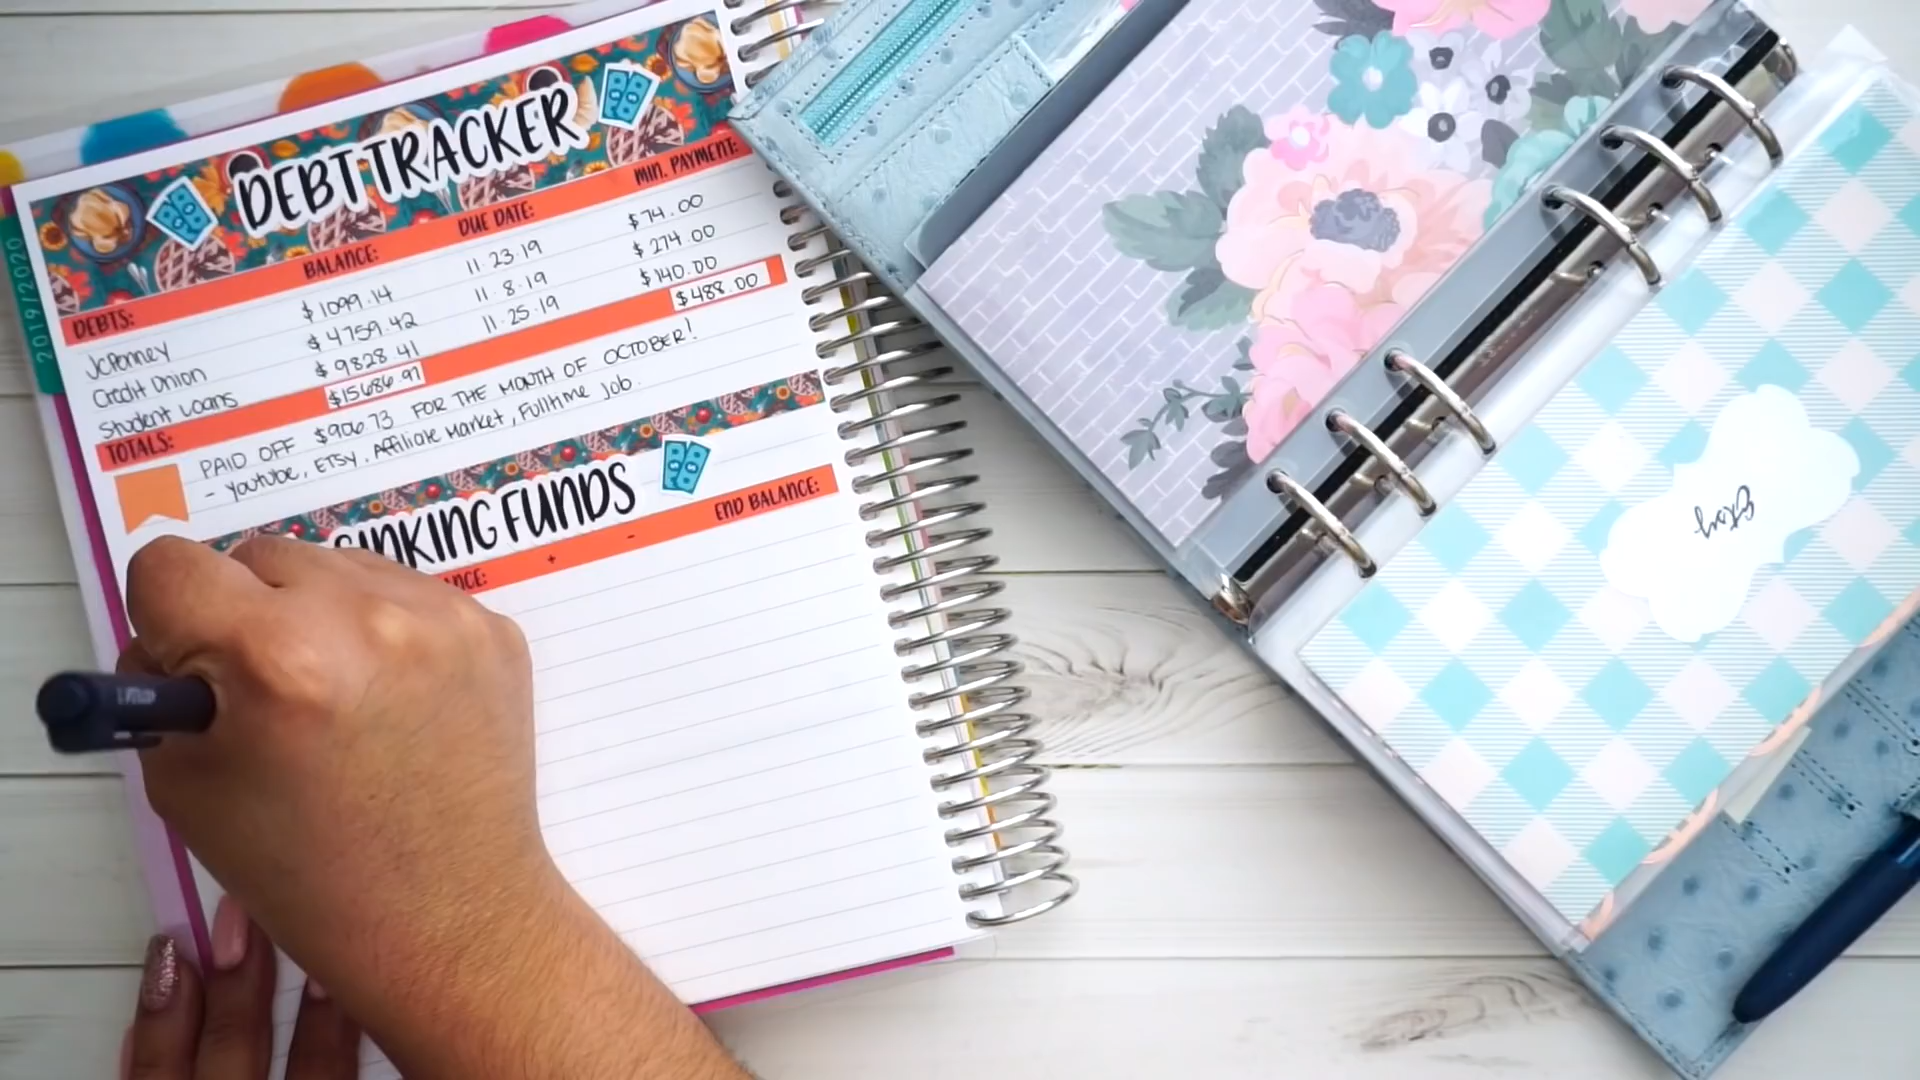 2019/2020
DEBT TRACKER
DEBTS: BALANCE: DUE DATE: MIN. PAYMENT:
JcPenney $1099.14 11.23.19 $74.00
Credit Union $4759.42 11.8.19 $274.00
Student Loans $9828.41 11.25.19 $140.00
TOTALS: $15686.97 $488.00
PAID OFF $906.73 FOR THE MONTH OF OCTOBER!
- Youtube, ETSY, Affiliate Market, Fulltime Job.
SINKING FUNDS
+ - END BALANCE: